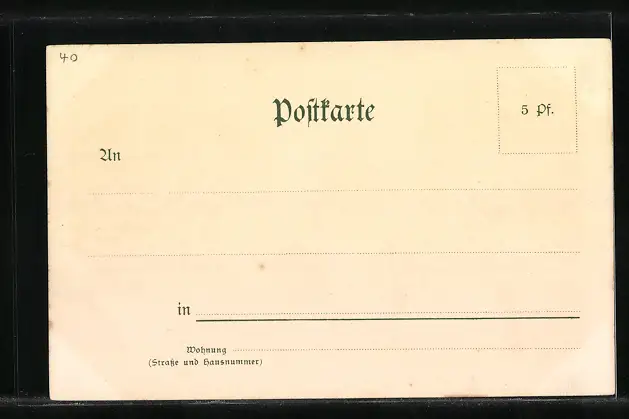 40
Postkarte
5 Pf.
An
in
Wohnung
(Straße und Hausnummer)